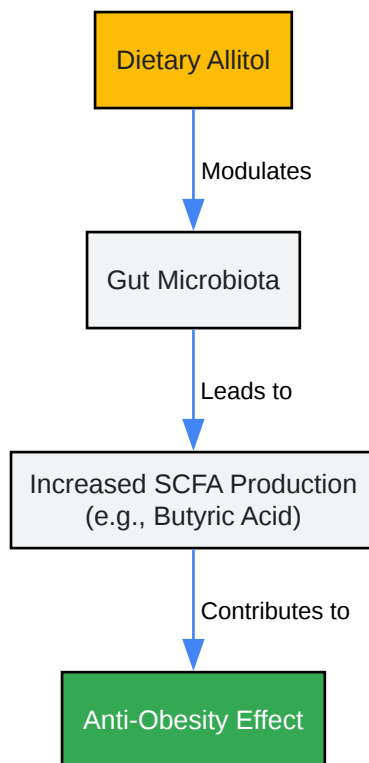 Dietary Allitol
Modulates
Gut Microbiota
Leads to
Increased SCFA Production
(e.g., Butyric Acid)
Contributes to
Anti-Obesity Effect